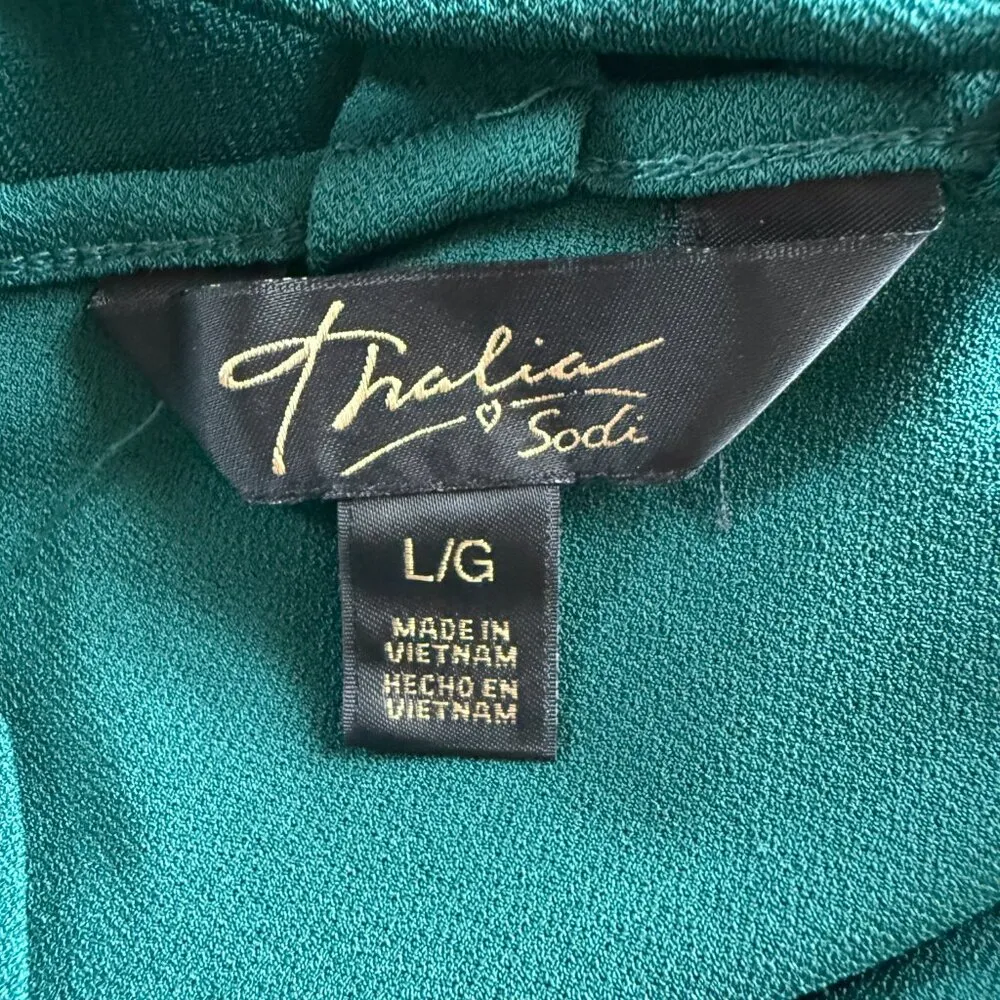 Thalia
Sodi
L/G
MADE IN
VIETNAM
HECHO EN
VIETNAM